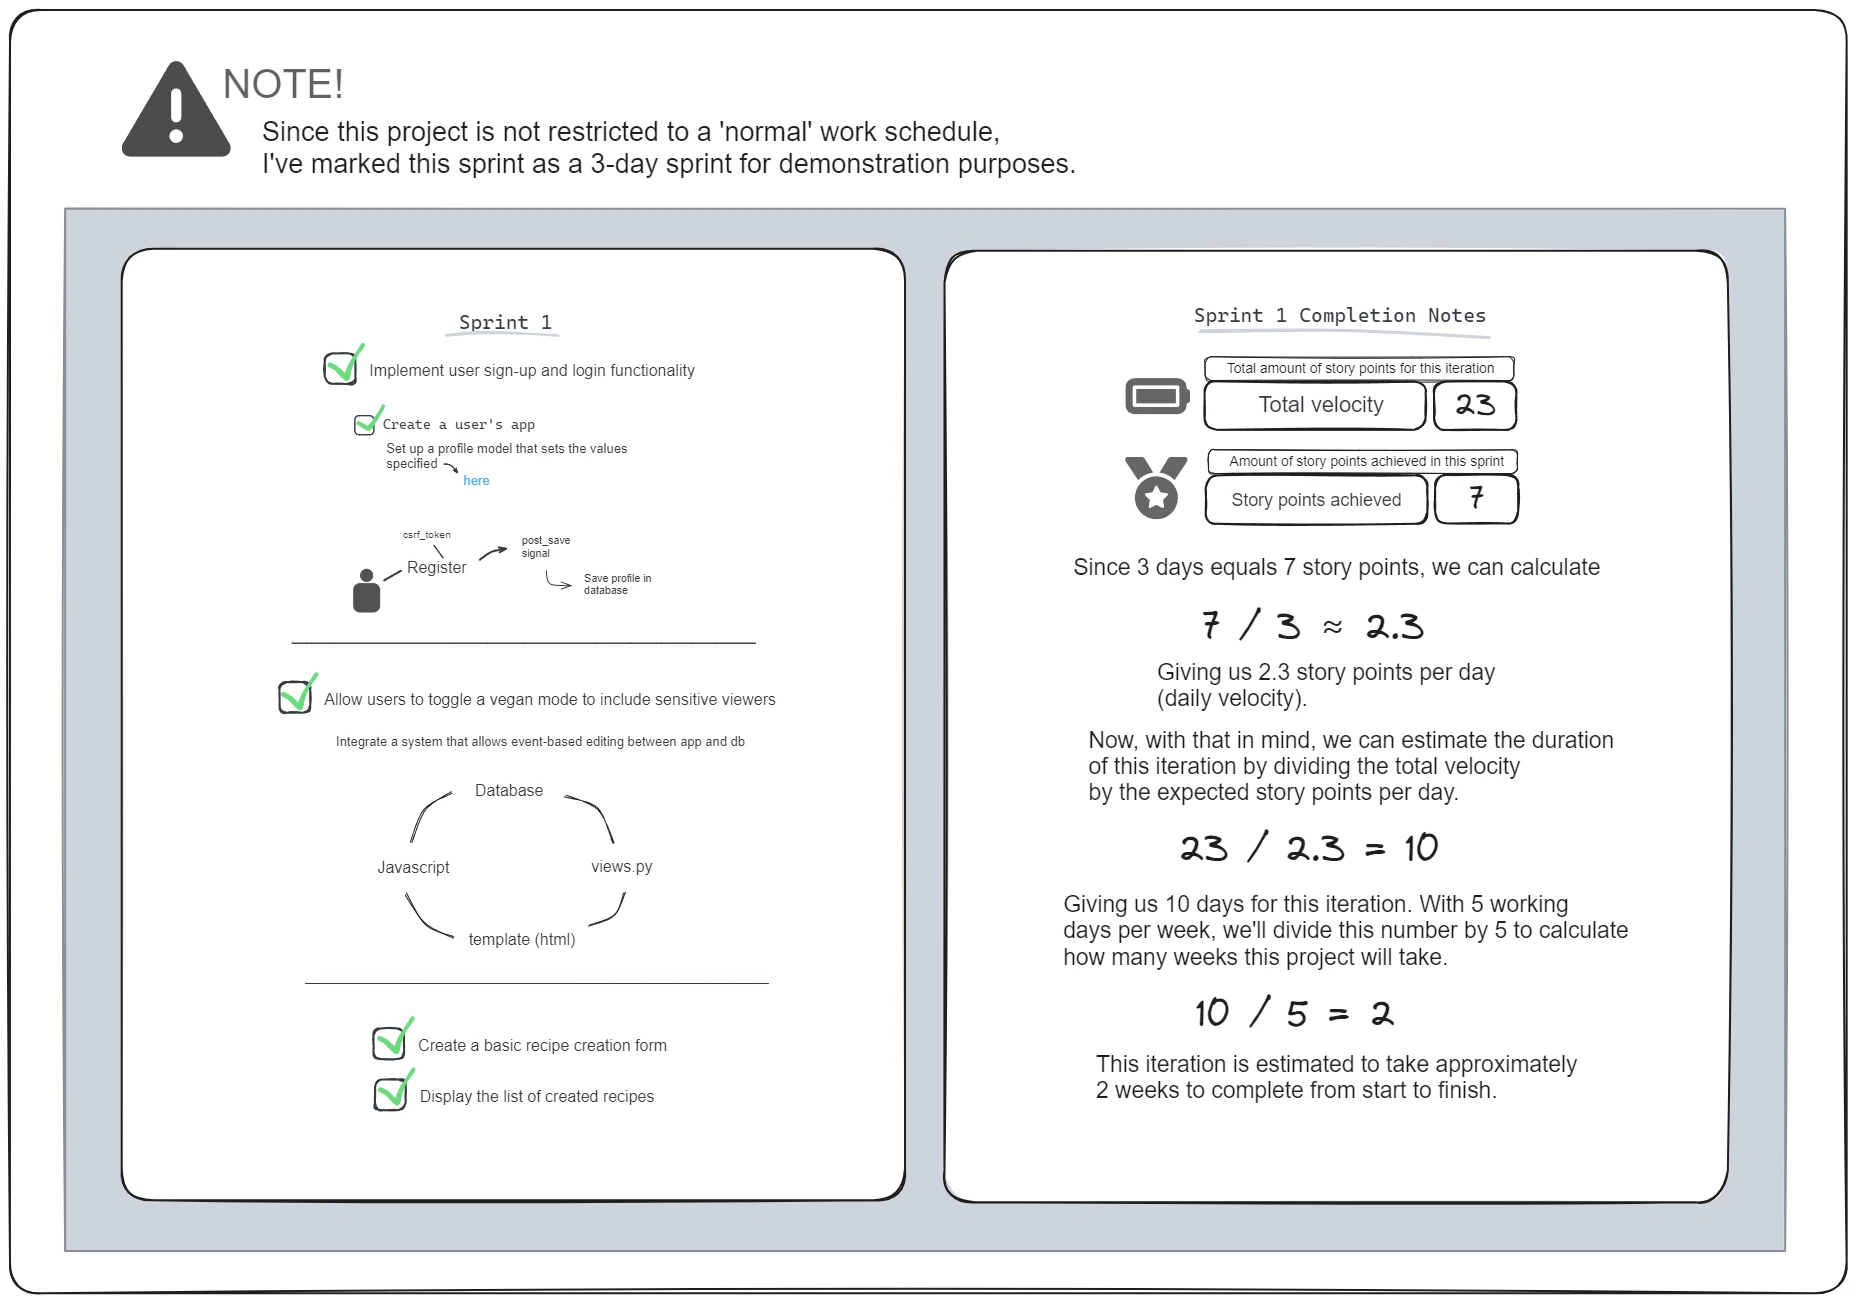 NOTE!
Since this project is not restricted to a 'normal' work schedule,
I've marked this sprint as a 3-day sprint for demonstration purposes.
Sprint 1
Implement user sign-up and login functionality
Create a user's app
Set up a profile model that sets the values
specified
here
csrf_token
Register
post_save
signal
Save profile in
database
Allow users to toggle a vegan mode to include sensitive viewers
Integrate a system that allows event-based editing between app and db
Database
Javascript
views.py
template (html)
Create a basic recipe creation form
Display the list of created recipes
Sprint 1 Completion Notes
Total amount of story points for this iteration
Total velocity
23
Amount of story points achieved in this sprint
Story points achieved
7
Since 3 days equals 7 story points, we can calculate
7 / 3 ≈ 2.3
Giving us 2.3 story points per day
(daily velocity).
Now, with that in mind, we can estimate the duration
of this iteration by dividing the total velocity
by the expected story points per day.
23 / 2.3 = 10
Giving us 10 days for this iteration. With 5 working
days per week, we'll divide this number by 5 to calculate
how many weeks this project will take.
10 / 5 = 2
This iteration is estimated to take approximately
2 weeks to complete from start to finish.